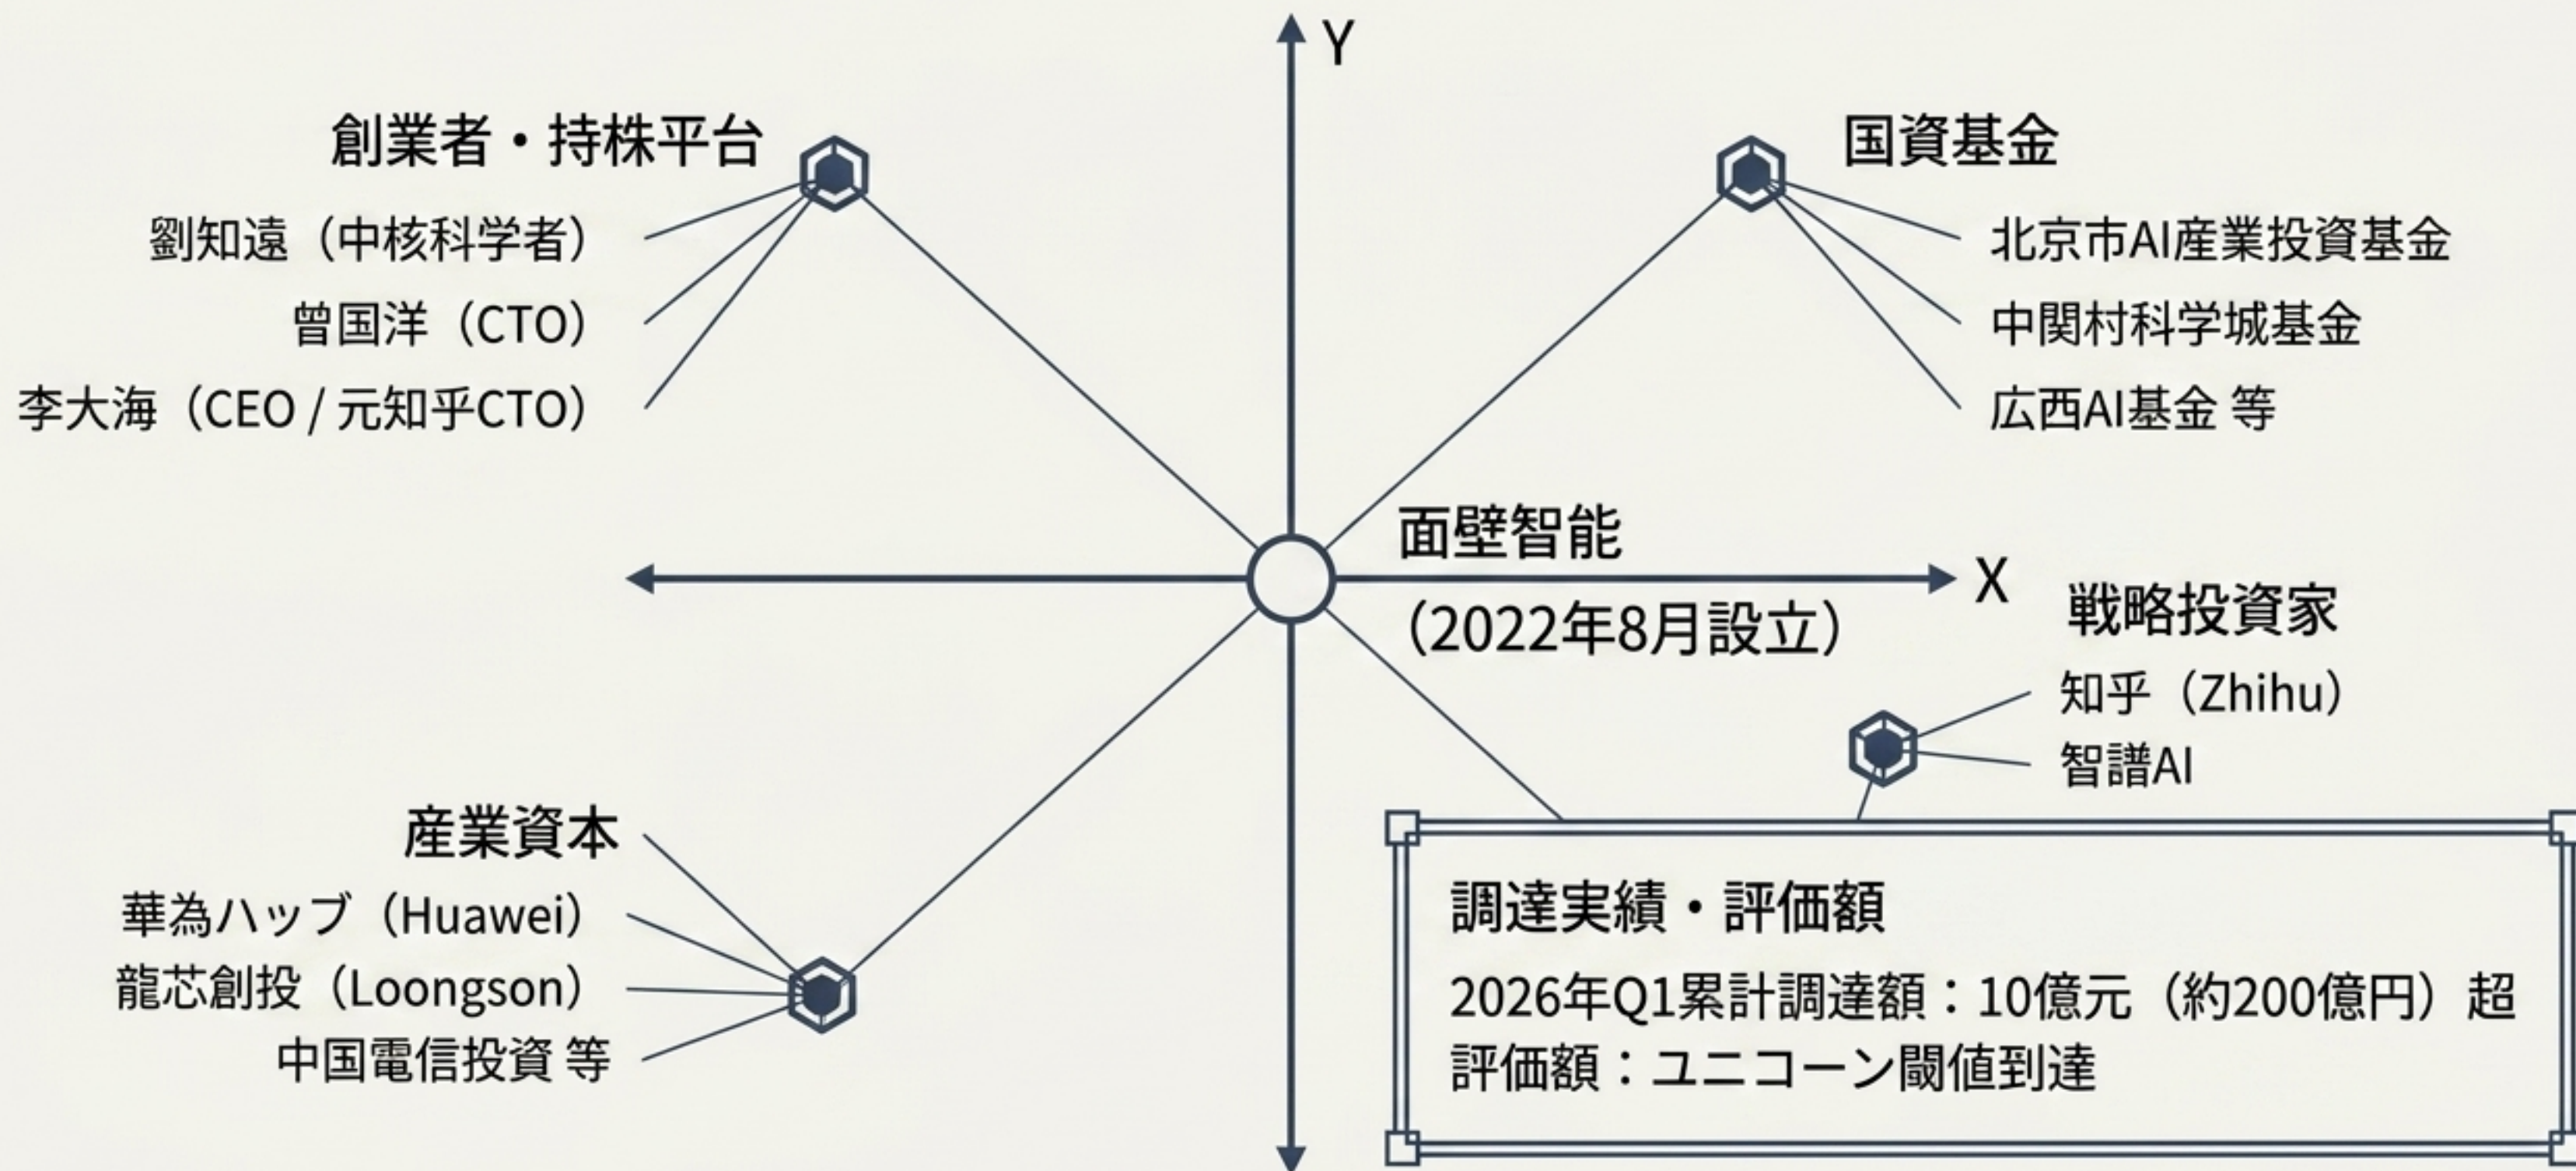 Y
創業者・持株平台
劉知遠（中核科学者）
曽国洋（CTO）
李大海（CEO / 元知乎CTO）
国資基金
北京市AI産業投資基金
中関村科学城基金
広西AI基金 等
面壁智能
（2022年8月設立）
X
戦略投資家
知乎（Zhihu）
智譜AI
産業資本
華為ハッブ（Huawei）
龍芯創投（Loongson）
中国電信投資 等
調達実績・評価額
2026年Q1累計調達額：10億元（約200億円）超
評価額：ユニコーン閾値到達